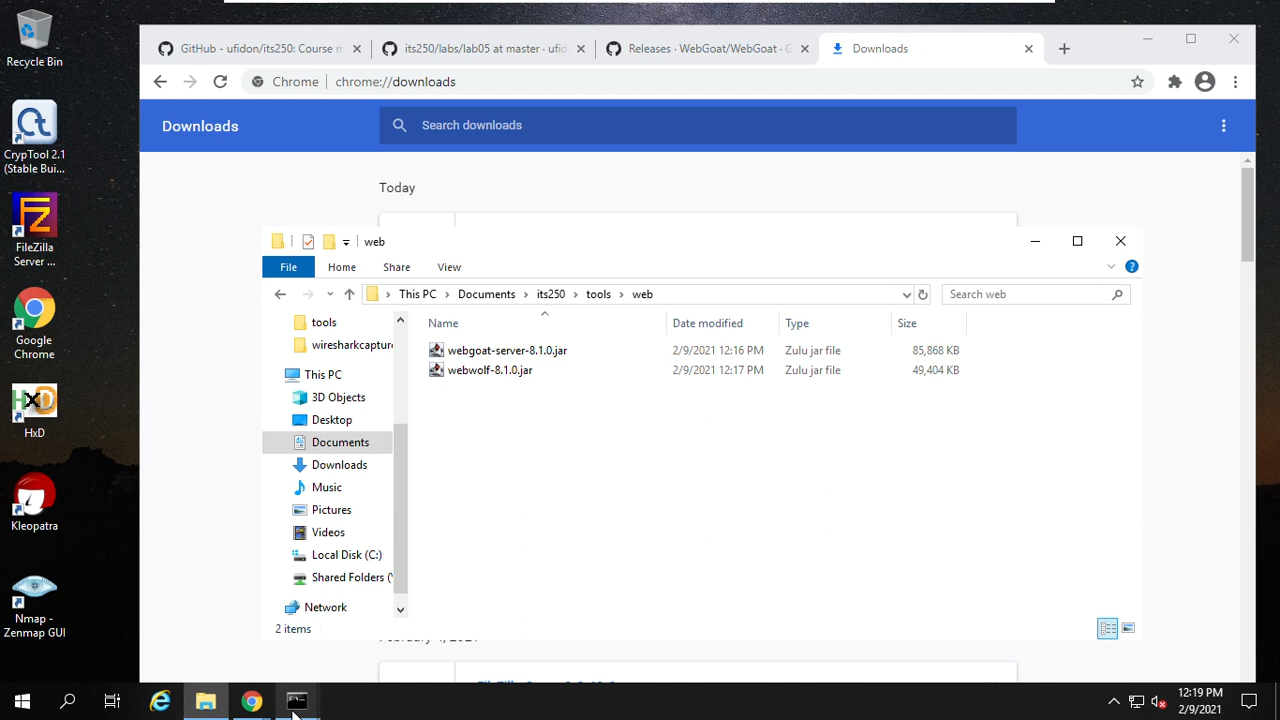 Recycle Bin
CrypTool 2.1
(Stable Bui...
FileZilla
Server ...
Google
Chrome
HxD
Kleopatra
Nmap -
Zenmap GUI
GitHub - ufidon/its250: Course m
its250/labs/lab05 at master · ufid
Releases · WebGoat/WebGoat · G
Downloads
Chrome
chrome://downloads
Downloads
Search downloads
Today
web
File
Home
Share
View
This PC
Documents
its250
tools
web
Search web
Name
Date modified
Type
Size
webgoat-server-8.1.0.jar
2/9/2021 12:16 PM
Zulu jar file
85,868 KB
webwolf-8.1.0.jar
2/9/2021 12:17 PM
Zulu jar file
49,404 KB
tools
wiresharkcapture
This PC
3D Objects
Desktop
Documents
Downloads
Music
Pictures
Videos
Local Disk (C:)
Shared Folders (
Network
2 items
12:19 PM
2/9/2021